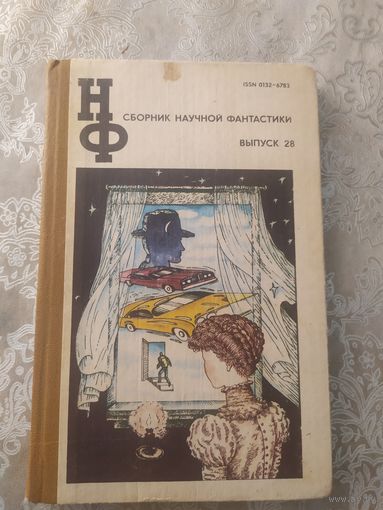 ISSN 0132-6783
НФ
СБОРНИК НАУЧНОЙ ФАНТАСТИКИ
ВЫПУСК 28